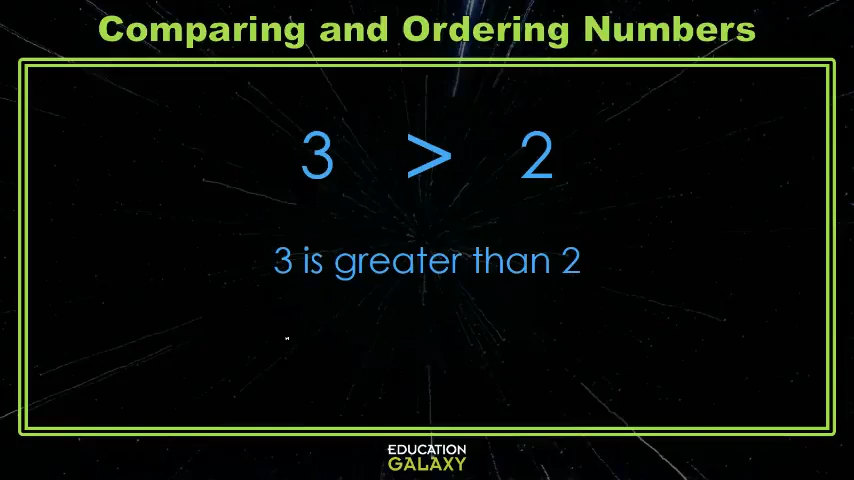 Comparing and Ordering Numbers
3 > 2
3 is greater than 2
EDUCATION
GALAXY